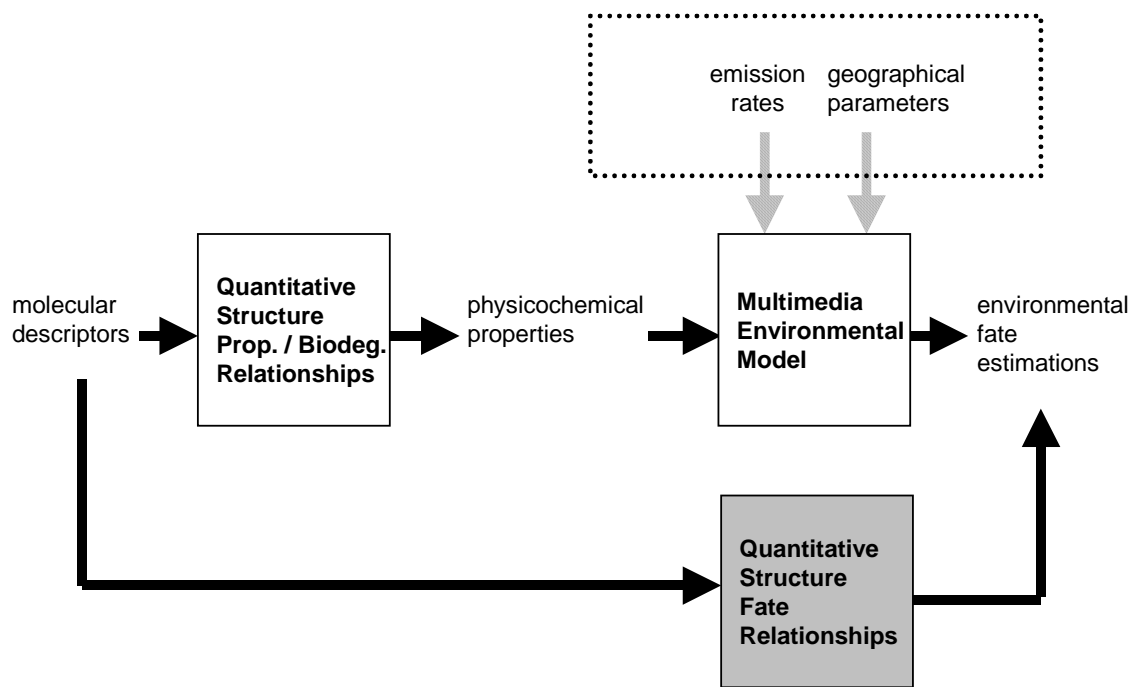 emission
rates
geographical
parameters
molecular
descriptors
Quantitative
Structure
Prop. / Biodeg.
Relationships
physicochemical
properties
Multimedia
Environmental
Model
environmental
fate
estimations
Quantitative
Structure
Fate
Relationships